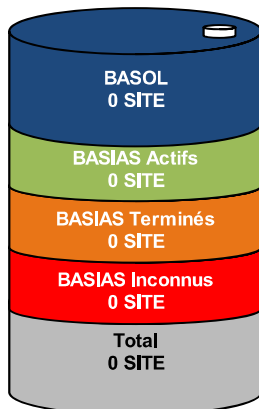 BASOL
0 SITE
BASIAS Actifs
0 SITE
BASIAS Terminés
0 SITE
BASIAS Inconnus
0 SITE
Total
0 SITE